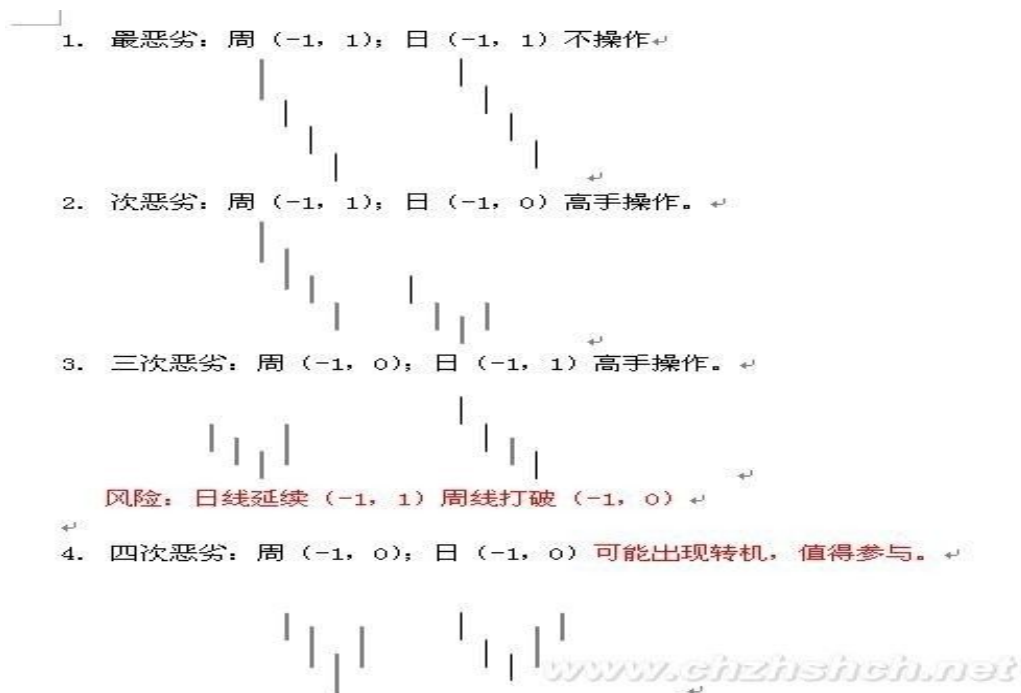 1. 最恶劣：周（-1，1）；日（-1，1）不操作
2. 次恶劣：周（-1，1）；日（-1，0）高手操作。
3. 三次恶劣：周（-1，0）；日（-1，1）高手操作。
风险：日线延续（-1，1）周线打破（-1，0）
4. 四次恶劣：周（-1，0）；日（-1，0）可能出现转机，值得参与。
www.chzhshch.net